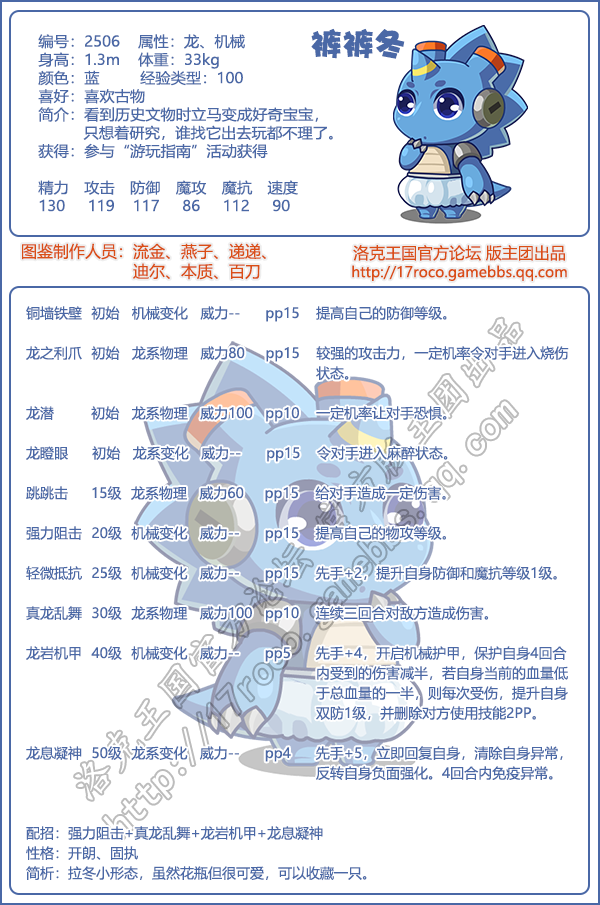 裤裤冬
编号：2506 属性：龙、机械
身高：1.3m 体重：33kg
颜色：蓝 经验类型：100
喜好：喜欢古物
简介：看到历史文物时立马变成好奇宝宝，
只想着研究，谁找它出去玩都不理了。
获得：参与“游玩指南”活动获得
精力 攻击 防御 魔攻 魔抗 速度
130 119 117 86 112 90
图鉴制作人员：流金、燕子、递递、
迪尔、本质、百刀
洛克王国官方论坛 版主团出品
http://17roco.gamebbs.qq.com
铜墙铁壁 初始 机械变化 威力-- pp15 提高自己的防御等级。
龙之利爪 初始 龙系物理 威力80 pp15 较强的攻击力，一定机率令对手进入烧伤
状态。
龙潜 初始 龙系物理 威力100 pp10 一定机率让对手恐惧。
龙瞪眼 初始 龙系变化 威力-- pp15 令对手进入麻醉状态。
跳跳击 15级 龙系物理 威力60 pp15 给对手造成一定伤害。
强力阻击 20级 机械变化 威力-- pp15 提高自己的物攻等级。
轻微抵抗 25级 机械变化 威力-- pp15 先手+2，提升自身防御和魔抗等级1级。
真龙乱舞 30级 龙系物理 威力100 pp10 连续三回合对敌方造成伤害。
龙岩机甲 40级 机械变化 威力-- pp5 先手+4，开启机械护甲，保护自身4回合
内受到的伤害减半，若自身当前的血量低
于总血量的一半，则每次受伤，提升自身
双防1级，并删除对方使用技能2PP。
龙息凝神 50级 龙系变化 威力-- pp4 先手+5，立即回复自身，清除自身异常，
反转自身负面强化。4回合内免疫异常。
配招：强力阻击+真龙乱舞+龙岩机甲+龙息凝神
性格：开朗、固执
简析：拉冬小形态，虽然花瓶但很可爱，可以收藏一只。
洛克王国官方论坛 官方版主团出品
http://17roco.gamebbs.qq.com